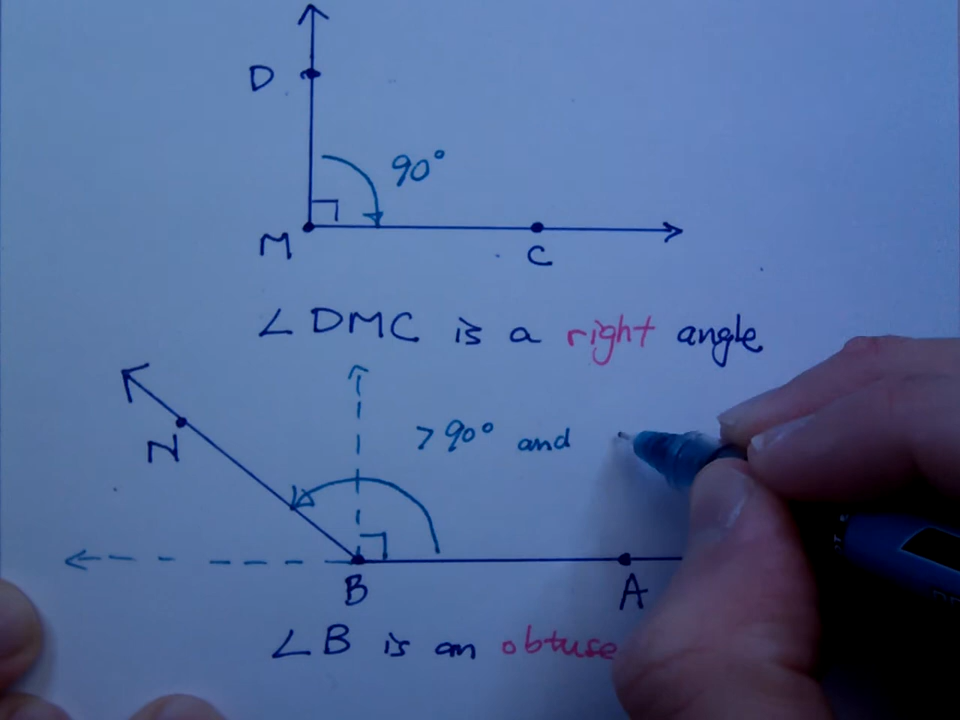 D
90°
M
C
∠DMC is a right angle
N
>90° and
B
A
∠B is an obtuse